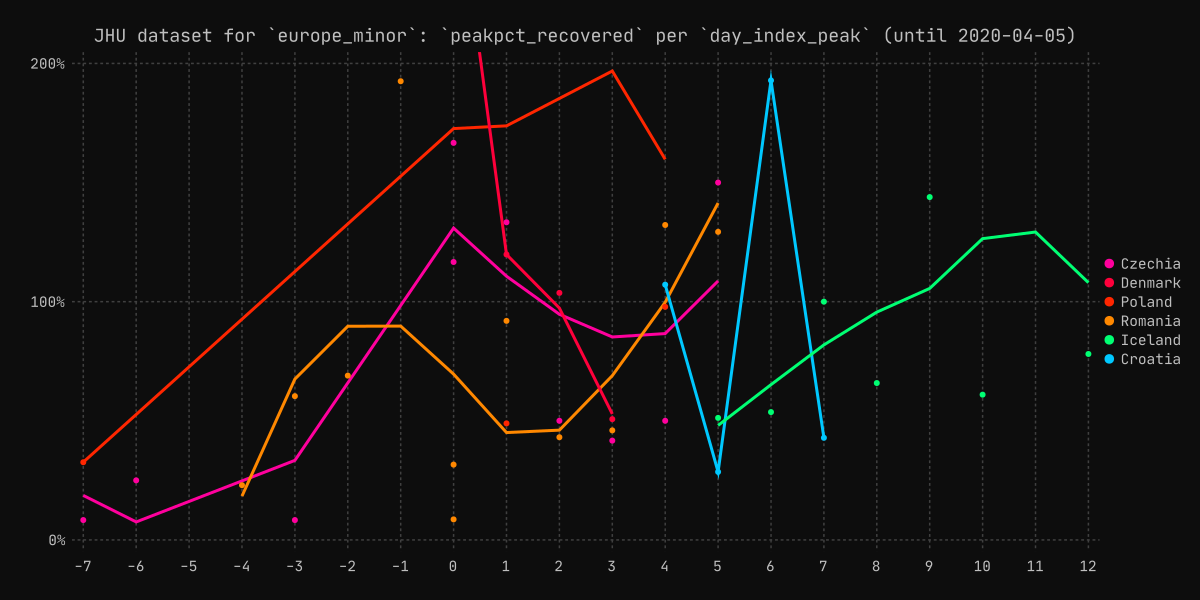 JHU dataset for `europe_minor`: `peakpct_recovered` per `day_index_peak` (until 2020-04-05)
200%
100%
0%
-7 -6 -5 -4 -3 -2 -1 0 1 2 3 4 5 6 7 8 9 10 11 12
Czechia
Denmark
Poland
Romania
Iceland
Croatia